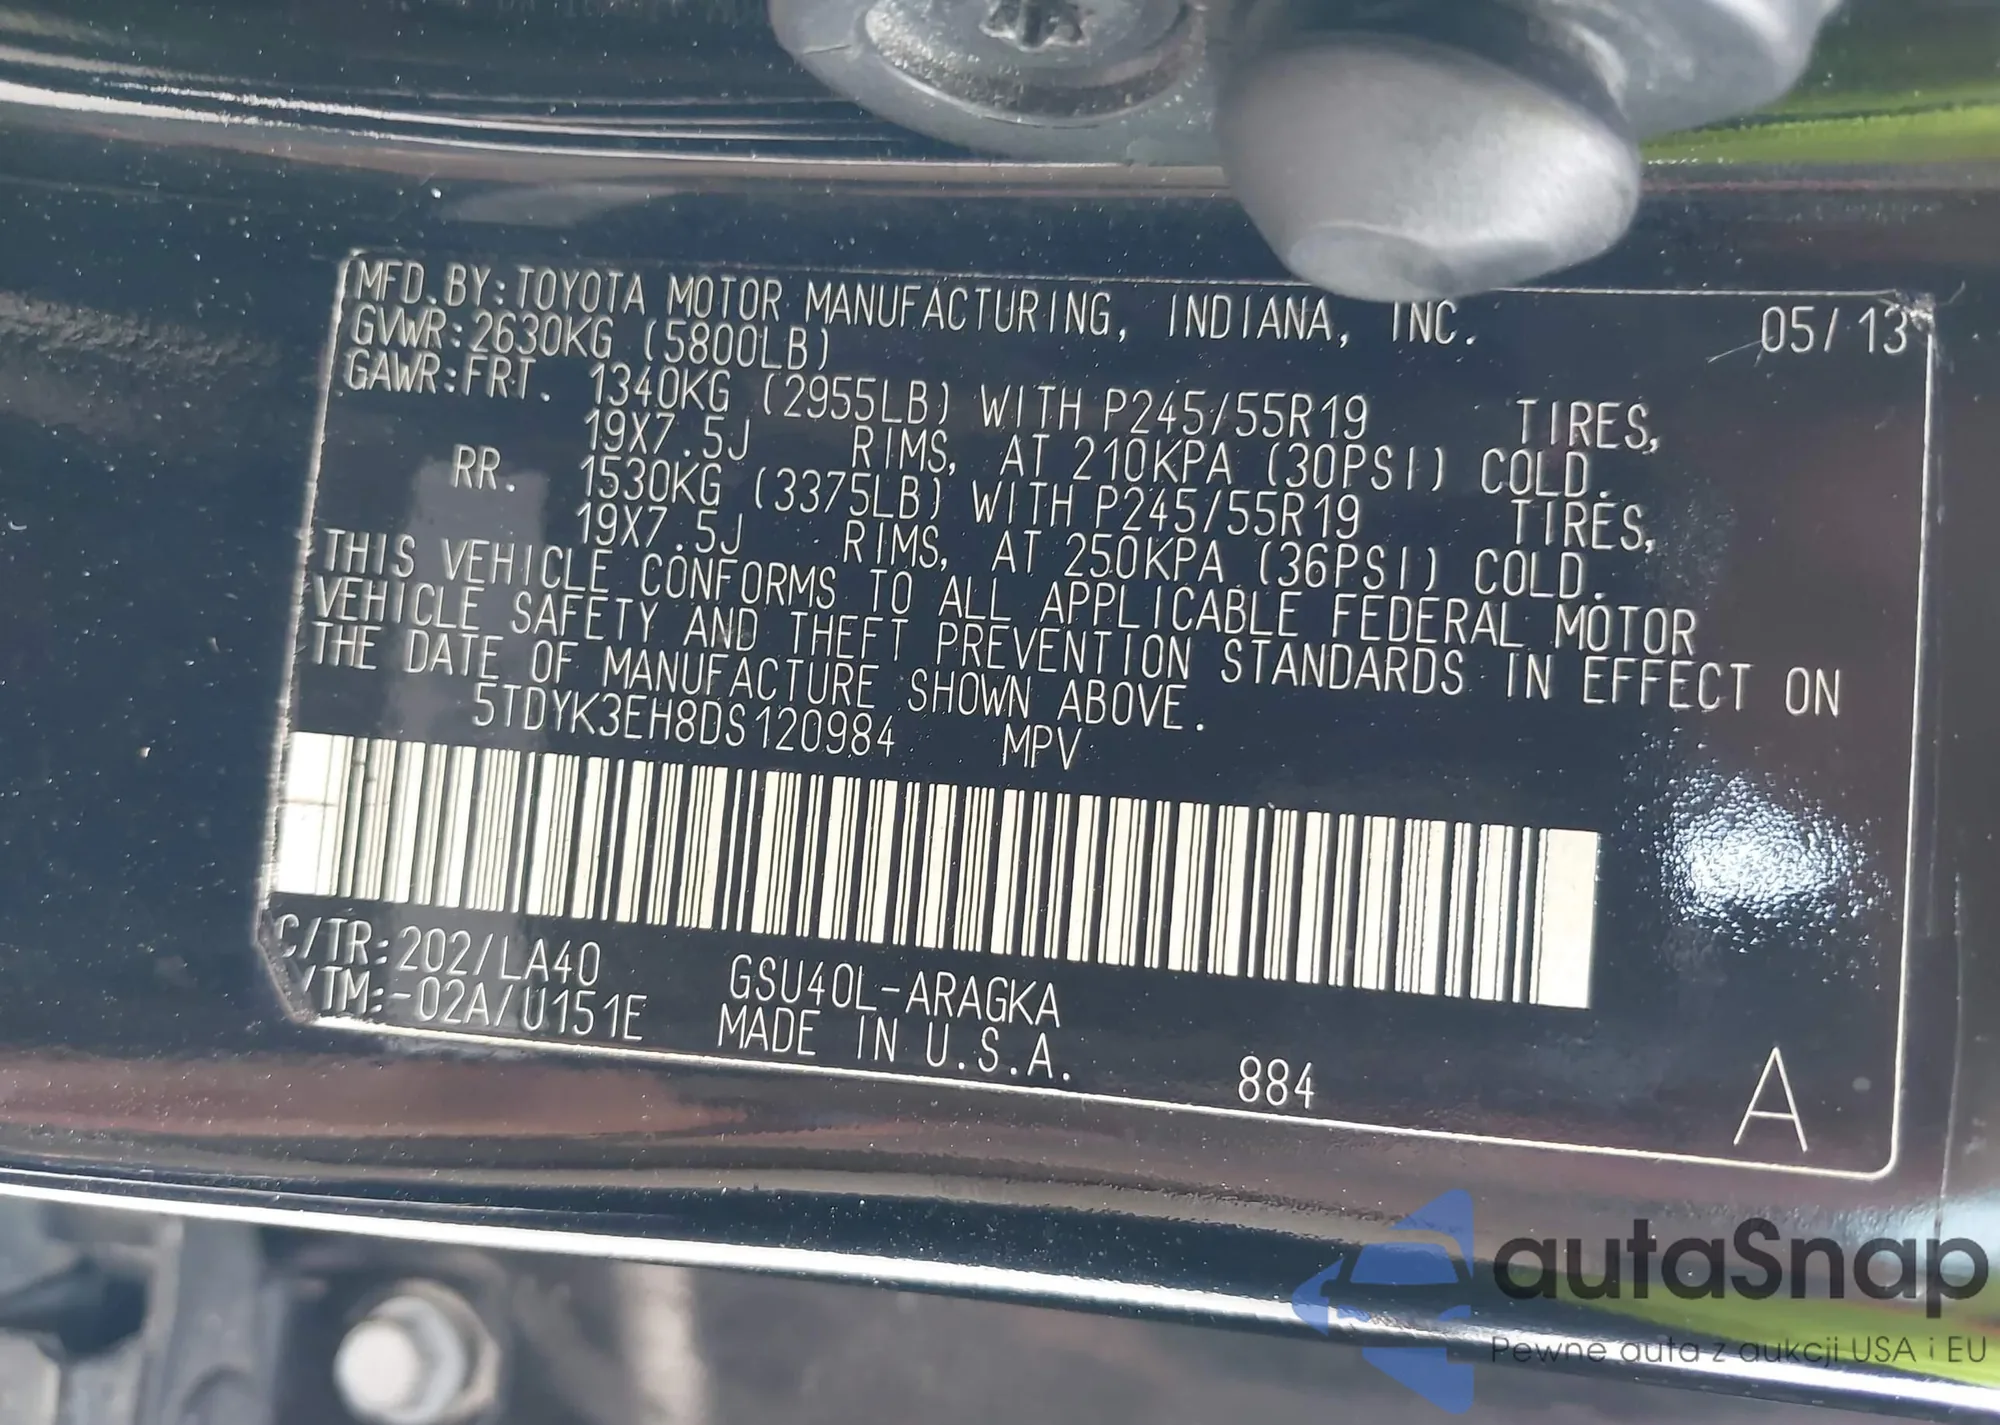 MFD. BY: TOYOTA MOTOR MANUFACTURING, INDIANA, INC. 05/13
GVWR: 2630KG (5800LB)
GAWR: FRT. 1340KG (2955LB) WITH P245/55R19 TIRES,
19X7.5J RIMS, AT 210KPA (30PSI) COLD.
RR. 1530KG (3375LB) WITH P245/55R19 TIRES,
19X7.5J RIMS, AT 250KPA (36PSI) COLD.
THIS VEHICLE CONFORMS TO ALL APPLICABLE FEDERAL MOTOR
VEHICLE SAFETY AND THEFT PREVENTION STANDARDS IN EFFECT ON
THE DATE OF MANUFACTURE SHOWN ABOVE.
5TDYK3EH8DS120984 MPV
C/TR: 202/LA40 GSU40L-ARAGKA
/TM: -02A/U151E MADE IN U.S.A.
884
A
autaSnap
Pewne auta z aukcji USA i EU